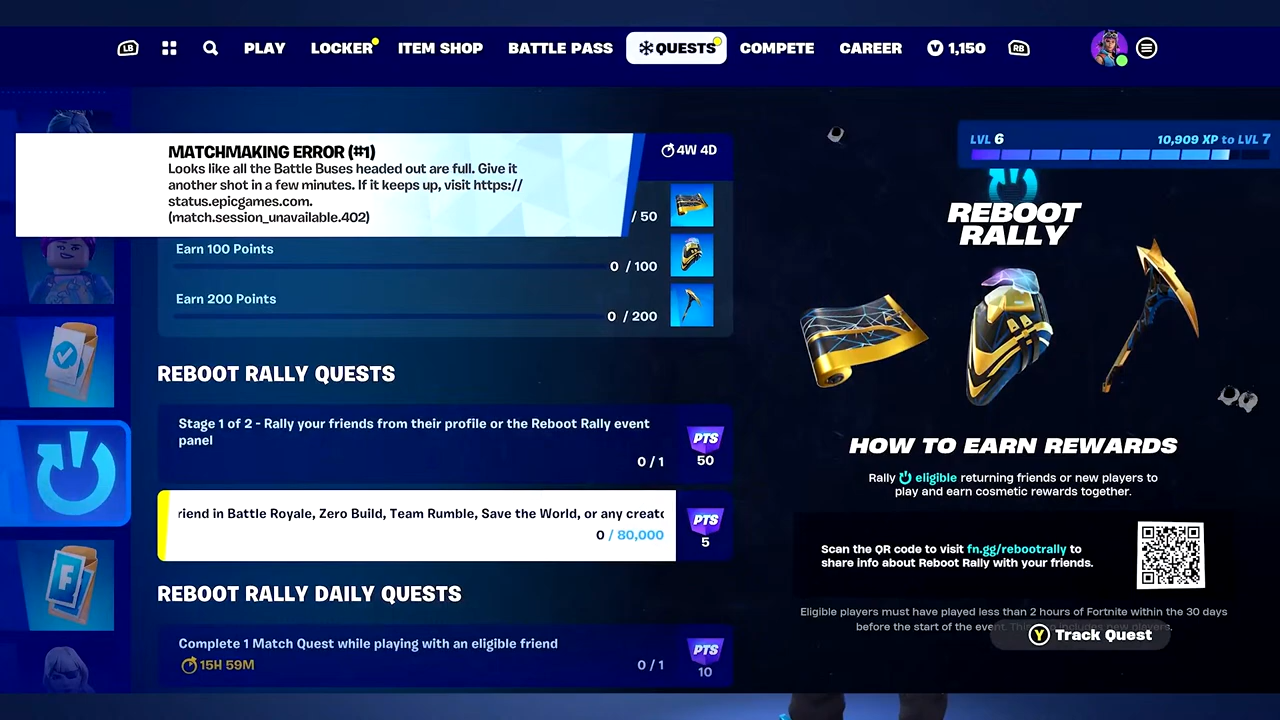 LB
PLAY
LOCKER
ITEM SHOP
BATTLE PASS
QUESTS
COMPETE
CAREER
V 1,150
RB
MATCHMAKING ERROR (#1)
Looks like all the Battle Buses headed out are full. Give it
another shot in a few minutes. If it keeps up, visit https://
status.epicgames.com.
(match.session_unavailable.402)
4W 4D
/ 50
Earn 100 Points
0 / 100
Earn 200 Points
0 / 200
REBOOT RALLY QUESTS
Stage 1 of 2 - Rally your friends from their profile or the Reboot Rally event
panel
0 / 1
PTS
50
riend in Battle Royale, Zero Build, Team Rumble, Save the World, or any creato
0 / 80,000
PTS
5
REBOOT RALLY DAILY QUESTS
Complete 1 Match Quest while playing with an eligible friend
15H 59M
0 / 1
PTS
10
LVL 6
10,909 XP to LVL 7
REBOOT
RALLY
HOW TO EARN REWARDS
Rally eligible returning friends or new players to
play and earn cosmetic rewards together.
Scan the QR code to visit fn.gg/rebootrally to
share info about Reboot Rally with your friends.
Eligible players must have played less than 2 hours of Fortnite within the 30 days
before the start of the event. This also includes new players.
Y Track Quest
F